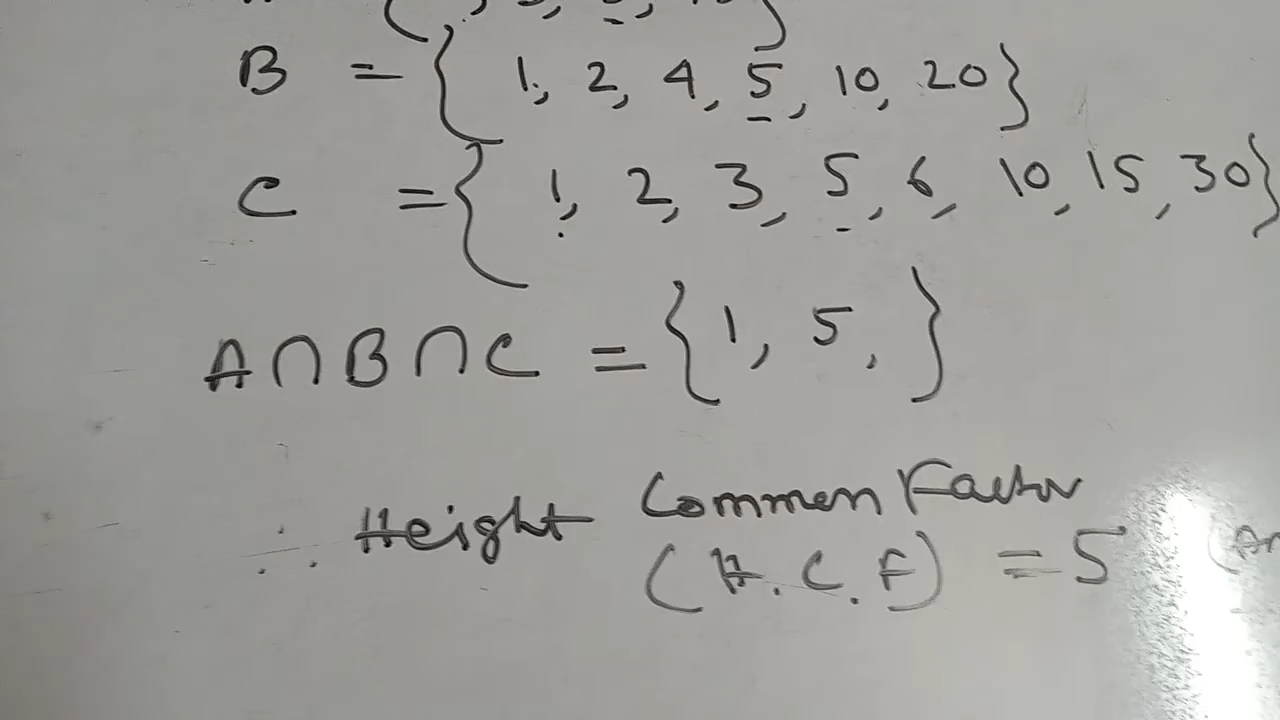 B = { 1, 2, 4, 5, 10, 20 }
C = { 1, 2, 3, 5, 6, 10, 15, 30 }
A ∩ B ∩ C = { 1, 5, }
∴ Height Common Factor
(H.C.F) = 5